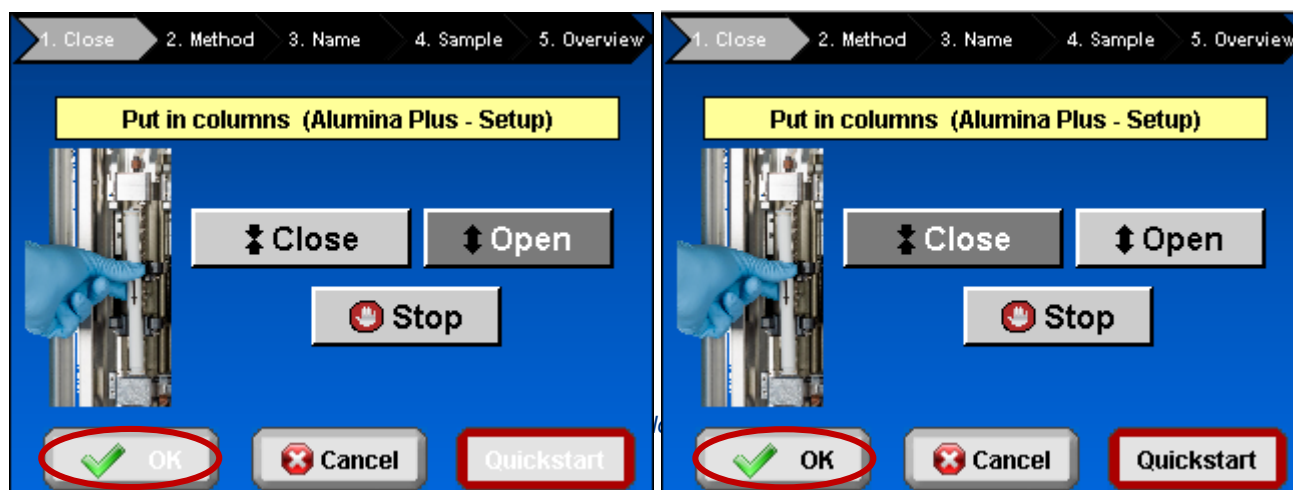 1. Close 2. Method 3. Name 4. Sample 5. Overview
Put in columns (Alumina Plus - Setup)
Close Open
Stop
OK Cancel Quickstart
1. Close 2. Method 3. Name 4. Sample 5. Overview
Put in columns (Alumina Plus - Setup)
Close Open
Stop
OK Cancel Quickstart